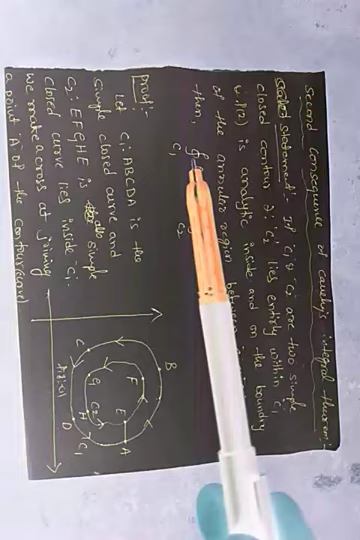 Second Consequence of Cauchy's integral theorem:
Statement:- If C₁ & C₂ are two simple
closed contour & C₂ lies entirely within C₁
w.f(z) is analytic inside and on the boundry
of the annular region between
then,
C₁ C₂
Proof:-
Let C₁: ABCDA is the
simple closed curve and
C₂: EFGHE is simple
closed curve lies inside C₁.
we make a cross at joining
a point 'A' of the contour (curve)
B
C
F
G
E
A
C₂
H
C₁
D